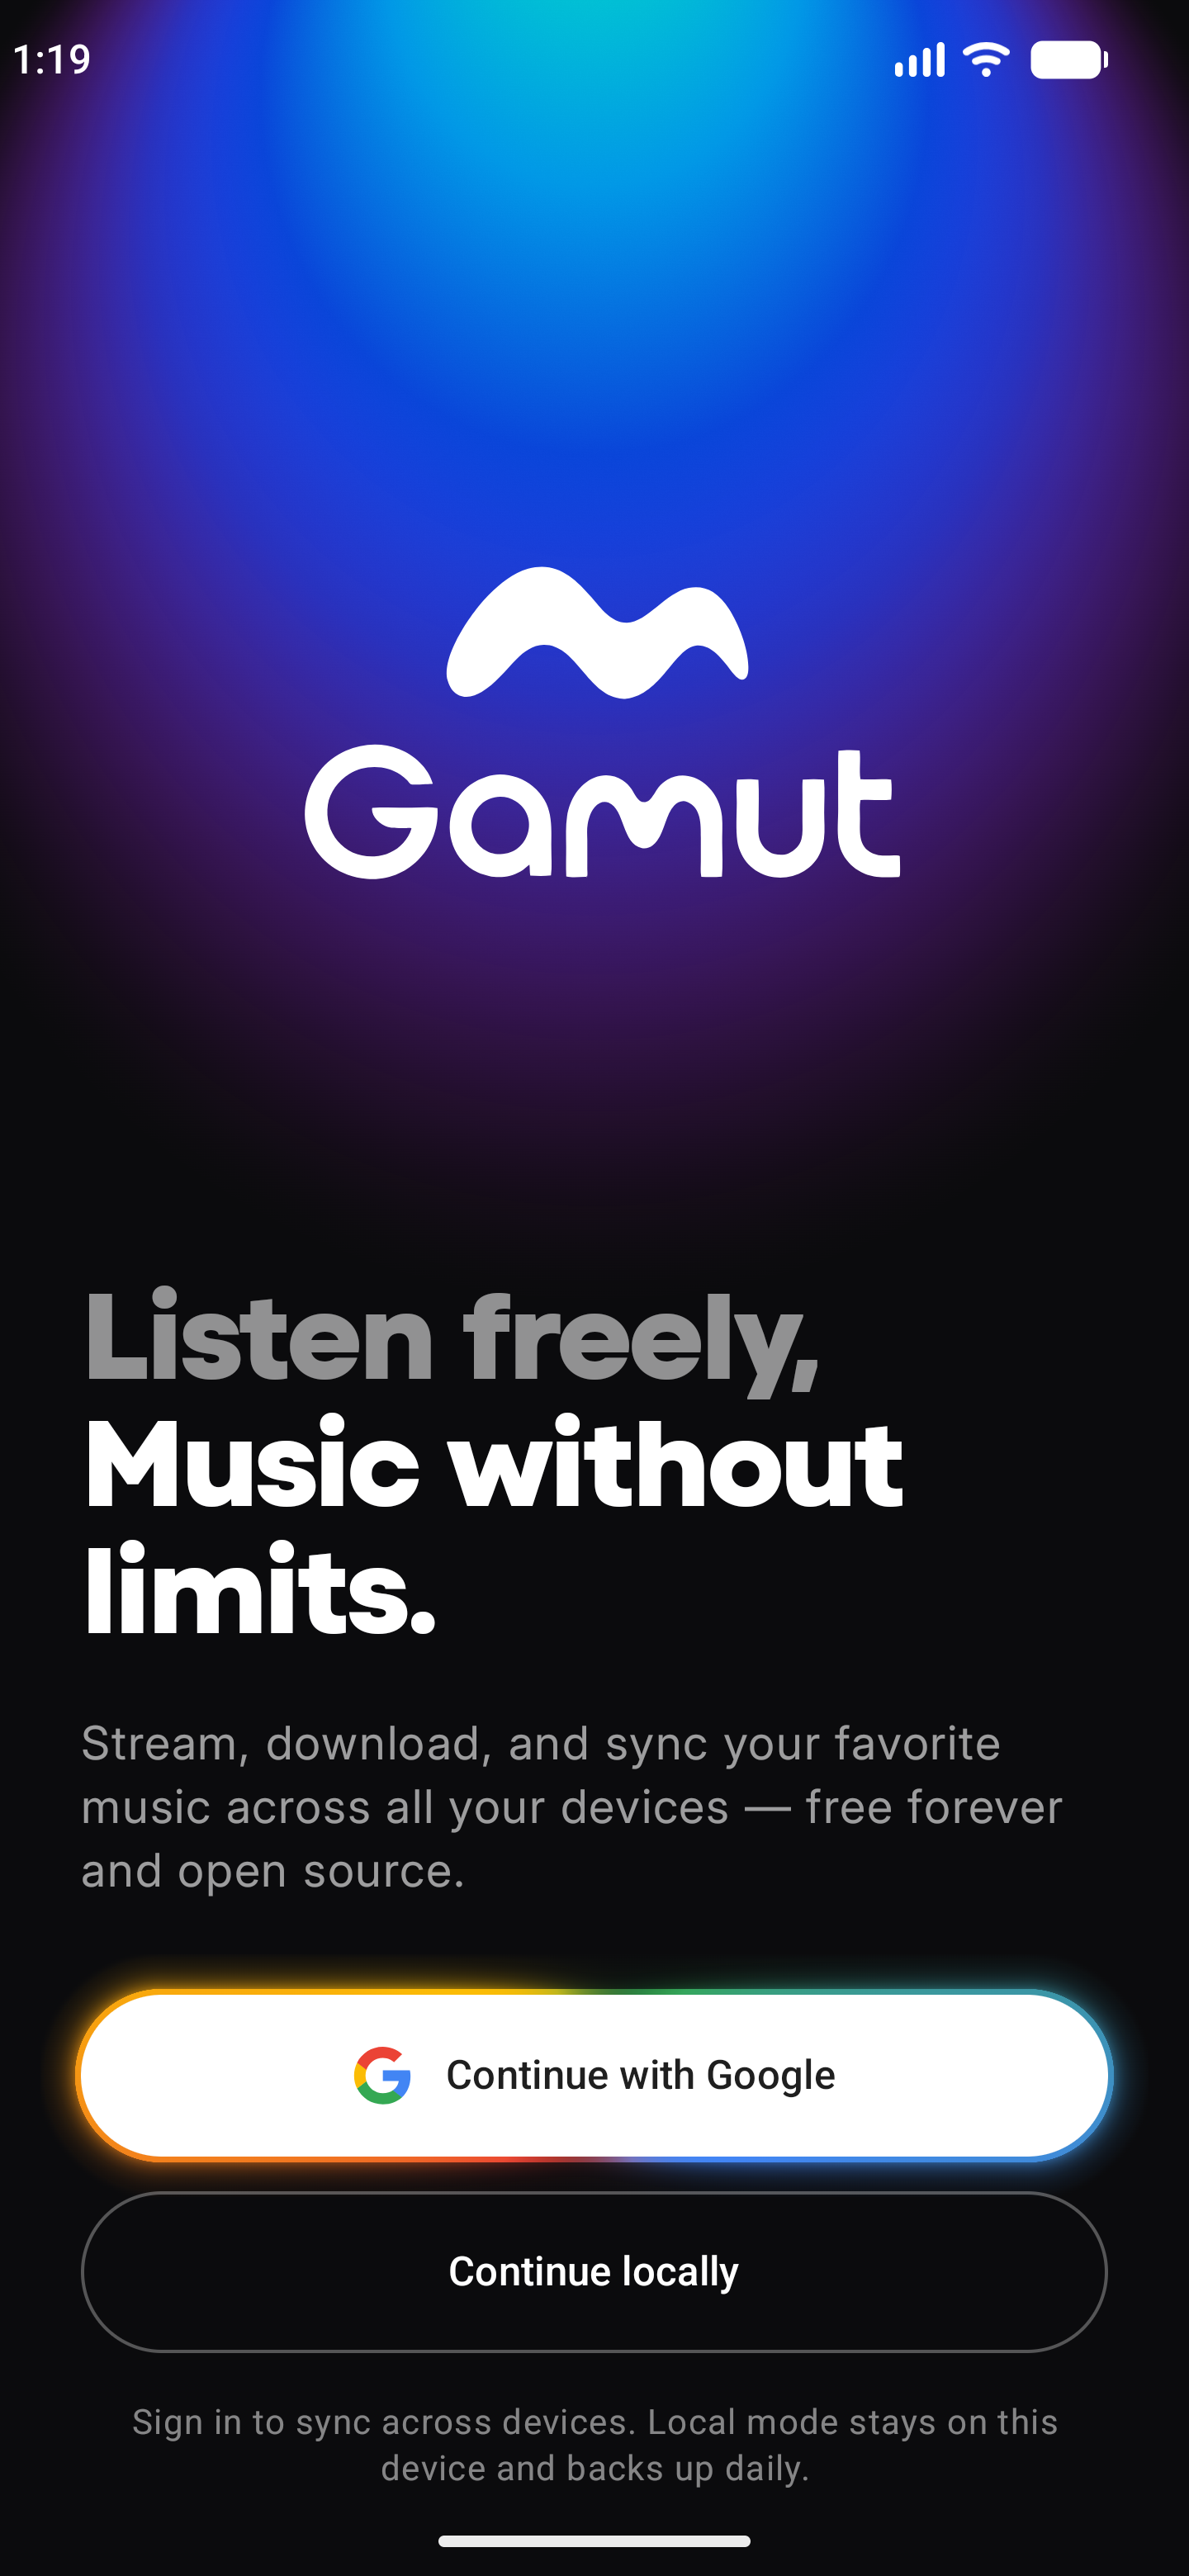 1:19
Gamut
Listen freely,
Music without
limits.
Stream, download, and sync your favorite
music across all your devices — free forever
and open source.
Continue with Google
Continue locally
Sign in to sync across devices. Local mode stays on this
device and backs up daily.